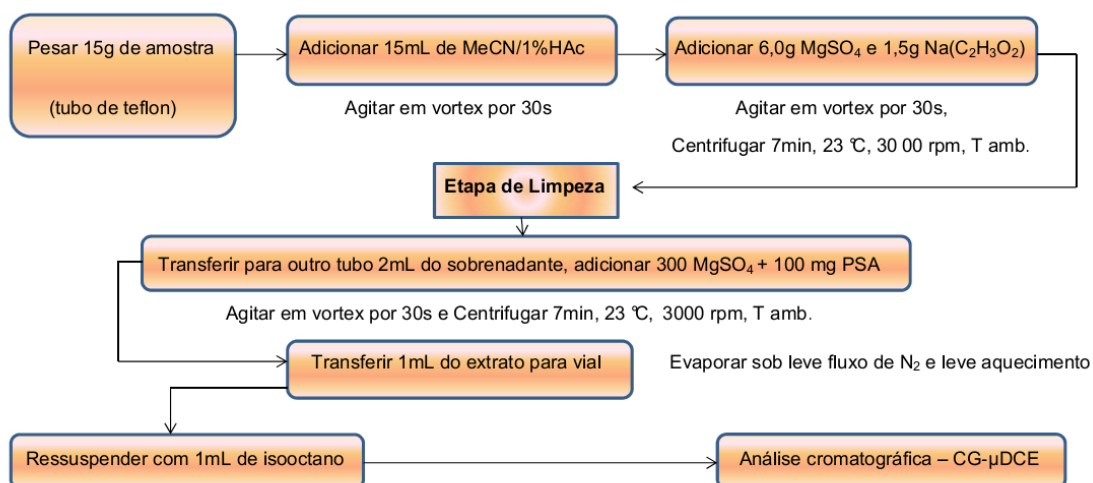 Pesar 15g de amostra
(tubo de teflon)
Adicionar 15mL de MeCN/1%HAc
Agitar em vortex por 30s
Adicionar 6,0g MgSO₄ e 1,5g Na(C₂H₃O₂)
Agitar em vortex por 30s,
Centrifugar 7min, 23 ℃, 30 00 rpm, T amb.
Etapa de Limpeza
Transferir para outro tubo 2mL do sobrenadante, adicionar 300 MgSO₄ + 100 mg PSA
Agitar em vortex por 30s e Centrifugar 7min, 23 ℃, 3000 rpm, T amb.
Transferir 1mL do extrato para vial
Evaporar sob leve fluxo de N₂ e leve aquecimento
Ressuspender com 1mL de isooctano
Análise cromatográfica – CG-µDCE